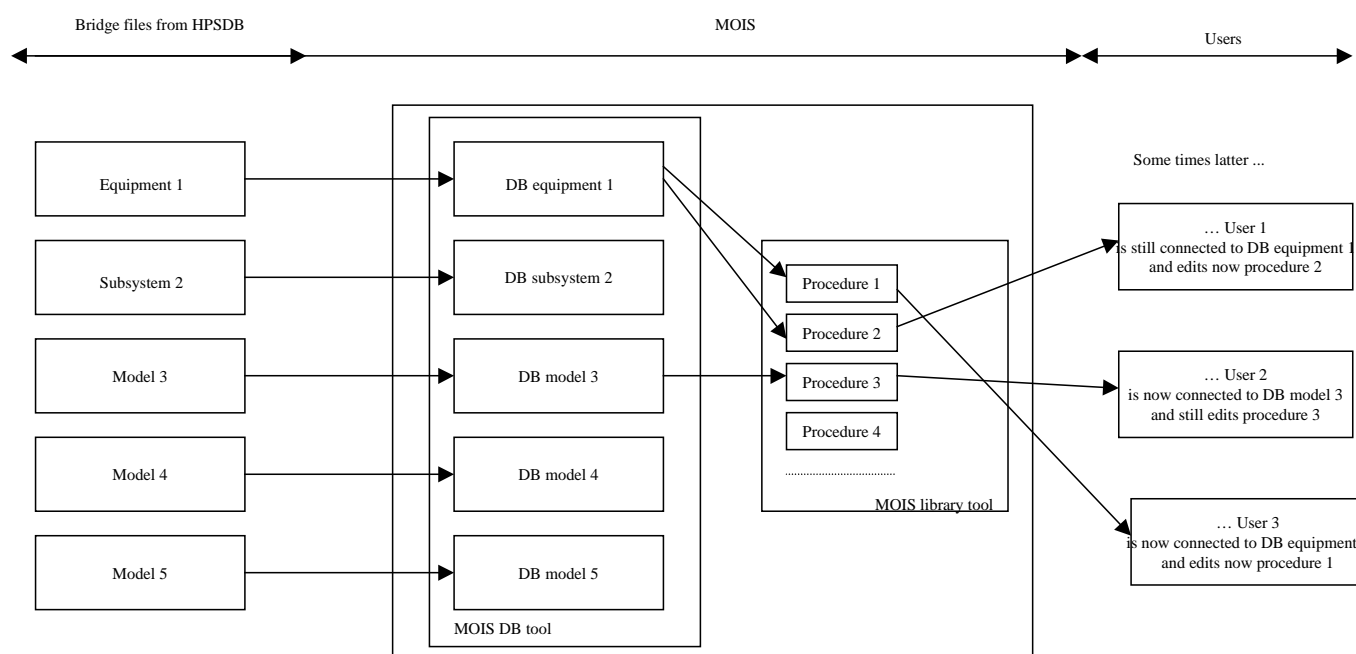 Bridge files from HPSDB
MOIS
Users
Equipment 1
DB equipment 1
Some times latter ...
Subsystem 2
DB subsystem 2
Model 3
DB model 3
Model 4
DB model 4
Model 5
DB model 5
MOIS DB tool
Procedure 1
Procedure 2
Procedure 3
Procedure 4
MOIS library tool
… User 1
is still connected to DB equipment 1
and edits now procedure 2
… User 2
is now connected to DB model 3
and still edits procedure 3
… User 3
is now connected to DB equipment
and edits now procedure 1